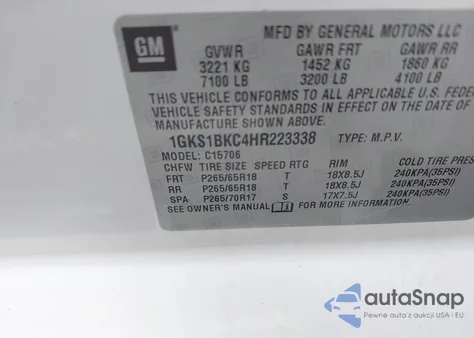 GM
MFD BY GENERAL MOTORS LLC
GVWR GAWR FRT GAWR RR
3221 KG 1452 KG 1860 KG
7100 LB 3200 LB 4100 LB
THIS VEHICLE CONFORMS TO ALL APPLICABLE U.S. FEDE
VEHICLE SAFETY STANDARDS IN EFFECT ON THE DATE O
MANUFACTURE SHOWN ABOVE.
1GKS1BKC4HR223338 TYPE: M.P.V.
MODEL: C15706
CHFW TIRE SIZE SPEED RTG RIM COLD TIRE PRES
FRT P265/65R18 T 18X8.5J 240KPA(35PSI)
RR P265/65R18 T 18X8.5J 240KPA(35PSI)
SPA P265/70R17 S 17X7.5J 240KPA(35PSI)
SEE OWNER'S MANUAL FOR MORE INFORMATION.
autoSnap
Pewne auta z aukcji USA i EU